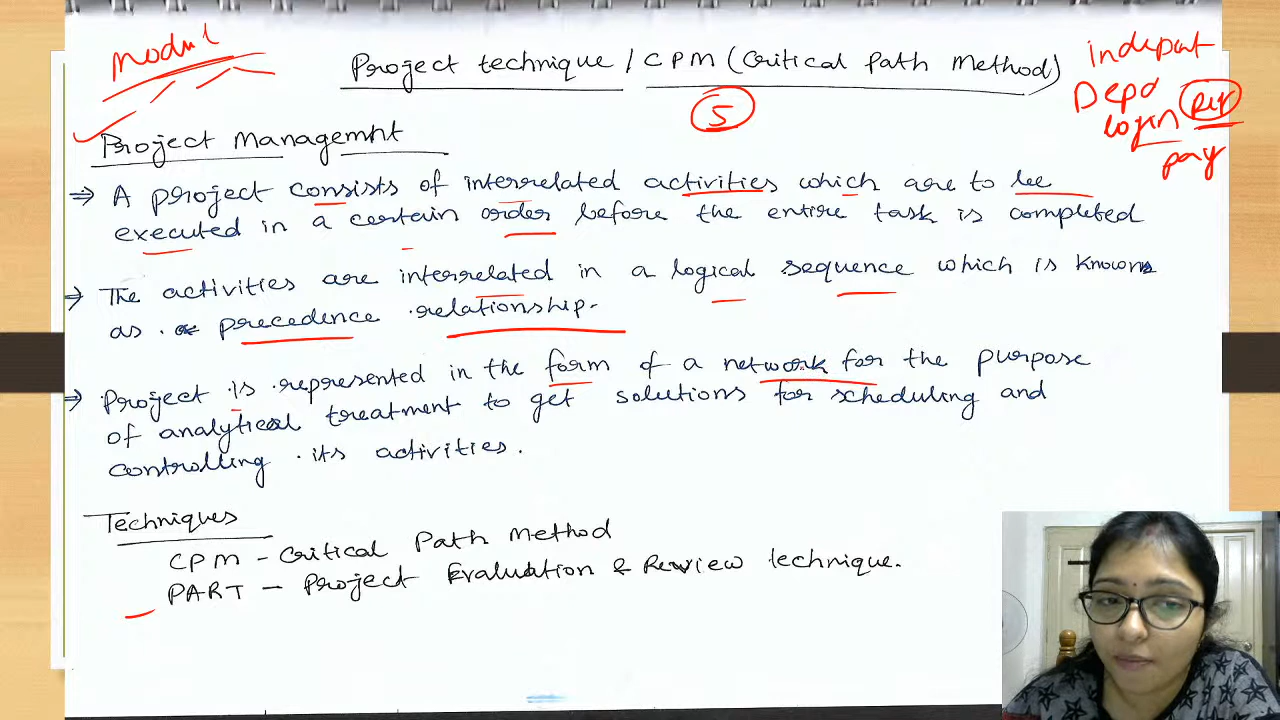 Modul
Project technique / CPM (Critical Path Method)
5
indepat
Depd
login
pay
Project Managemnt
⇒ A project consists of interrelated activities which are to be
executed in a certain order before the entire task is completed
⇒ The activities are interrelated in a logical sequence which is known
as precedence relationship.
⇒ Project is represented in the form of a network for the purpose
of analytical treatment to get solutions for scheduling and
controlling its activities.
Techniques
CPM - Critical Path Method
PART - Project Evaluation & Review technique.